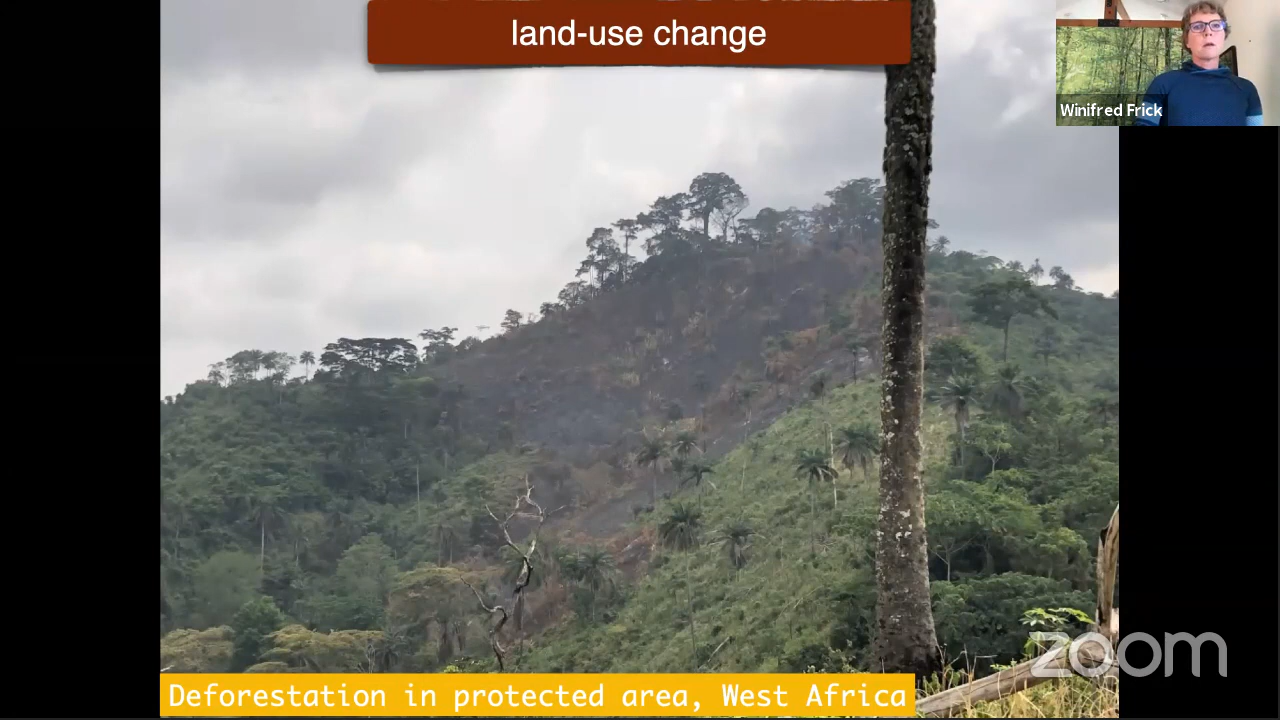 land-use change
Winifred Frick
zoom
Deforestation in protected area, West Africa